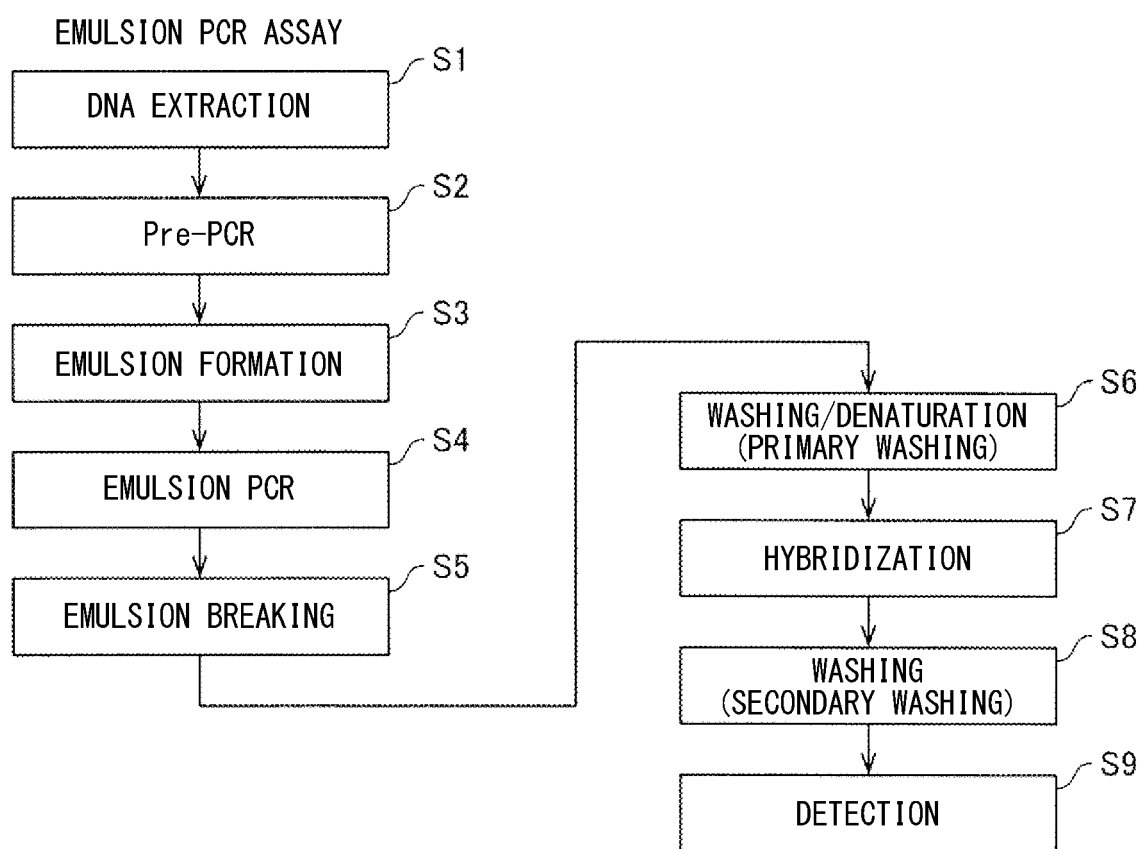 EMULSION PCR ASSAY
S1
DNA EXTRACTION
S2
Pre-PCR
S3
EMULSION FORMATION
S4
EMULSION PCR
S5
EMULSION BREAKING
S6
WASHING/DENATURATION
(PRIMARY WASHING)
S7
HYBRIDIZATION
S8
WASHING
(SECONDARY WASHING)
S9
DETECTION